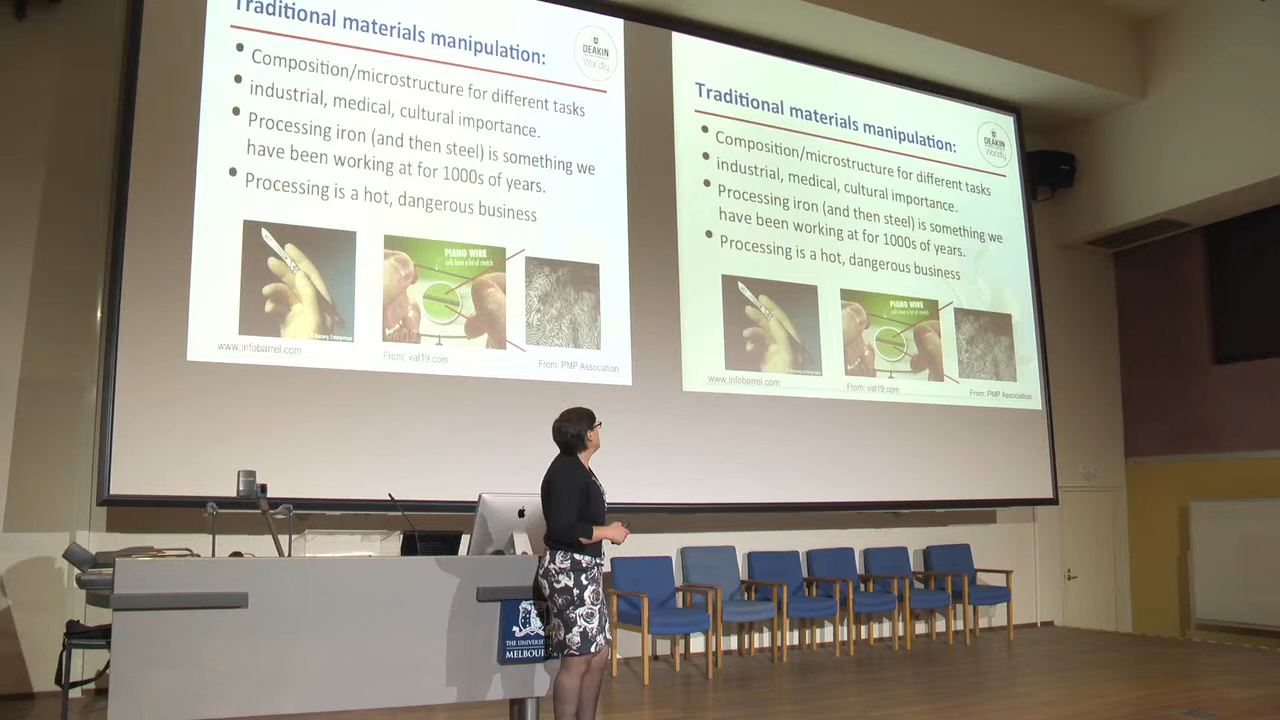 Traditional materials manipulation:
DEAKIN
Worldly
• Composition/microstructure for different tasks
• industrial, medical, cultural importance.
• Processing iron (and then steel) is something we
have been working at for 1000s of years.
• Processing is a hot, dangerous business
PIANO WIRE
www.infobarrel.com
From: vat19.com
From: PMP Association
Traditional materials manipulation:
DEAKIN
Worldly
• Composition/microstructure for different tasks
• industrial, medical, cultural importance.
• Processing iron (and then steel) is something we
have been working at for 1000s of years.
• Processing is a hot, dangerous business
PIANO WIRE
www.infobarrel.com
From: vat19.com
From: PMP Association
THE UNIVERSI
MELBOU